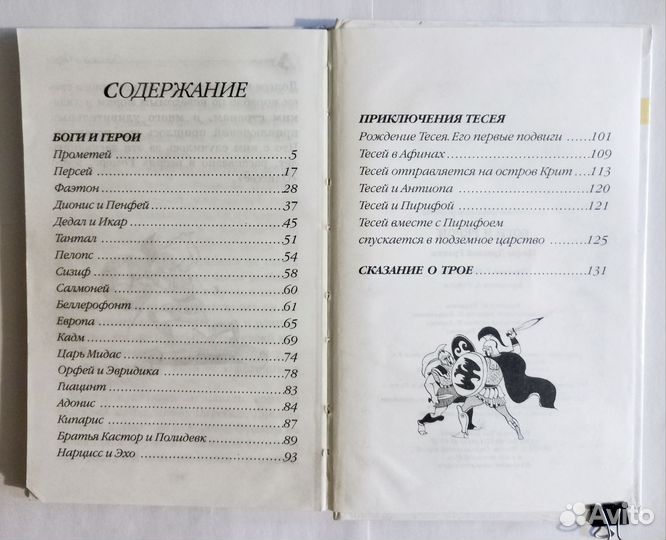 СОДЕРЖАНИЕ
БОГИ И ГЕРОИ
Прометей ........ 5
Персей ........ 17
Фаэтон ........ 28
Дионис и Пенфей ........ 37
Дедал и Икар ........ 45
Тантал ........ 51
Пелопс ........ 54
Сизиф ........ 58
Салмоней ........ 60
Беллерофонт ........ 61
Европа ........ 65
Кадм ........ 69
Царь Мидас ........ 74
Орфей и Эвридика ........ 78
Гиацинт ........ 83
Адонис ........ 84
Кипарис ........ 87
Братья Кастор и Полидевк ........ 89
Нарцисс и Эхо ........ 93
ПРИКЛЮЧЕНИЯ ТЕСЕЯ
Рождение Тесея. Его первые подвиги ...... 101
Тесей в Афинах ........ 109
Тесей отправляется на остров Крит .... 113
Тесей и Антиопа ........ 120
Тесей и Пирифой ........ 121
Тесей вместе с Пирифоем
спускается в подземное царство ........ 125
СКАЗАНИЕ О ТРОЕ ........ 131
Avito